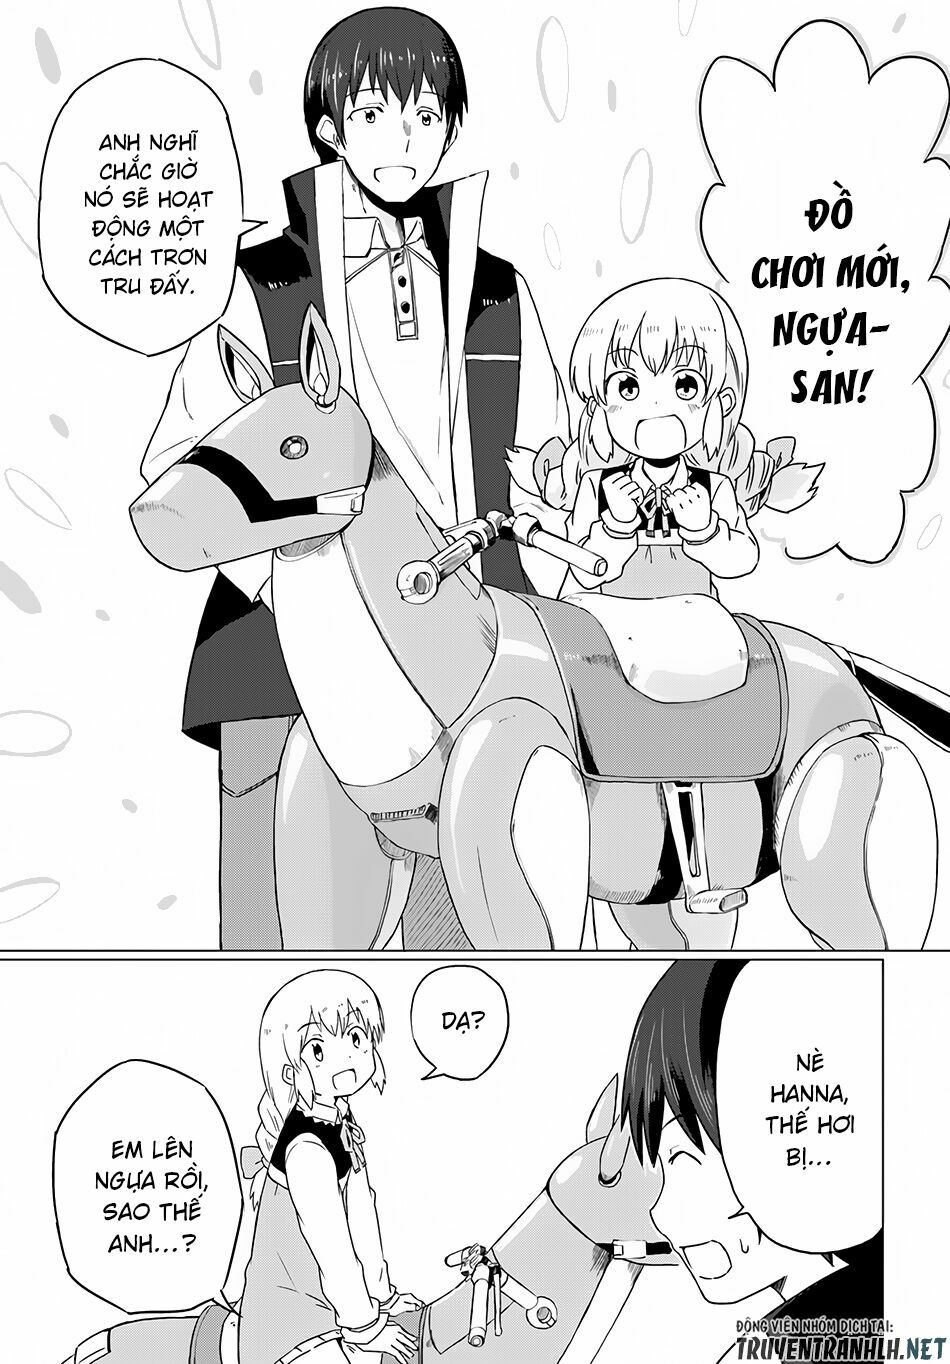 ĐỒ
CHƠI MỚI,
NGỰA-
SAN!
ANH NGHĨ
CHẮC GIỜ
NÓ SẼ HOẠT
ĐỘNG MỘT
CÁCH TRƠN
TRU ĐẤY.
NÈ
HANNA,
THẾ HƠI
BỊ...
DẠ?
EM LÊN
NGỰA RỒI,
SAO THẾ
ANH...?
ĐỘNG VIÊN NHÓM DỊCH TẠI:
TRUYENTRANHLH.NET